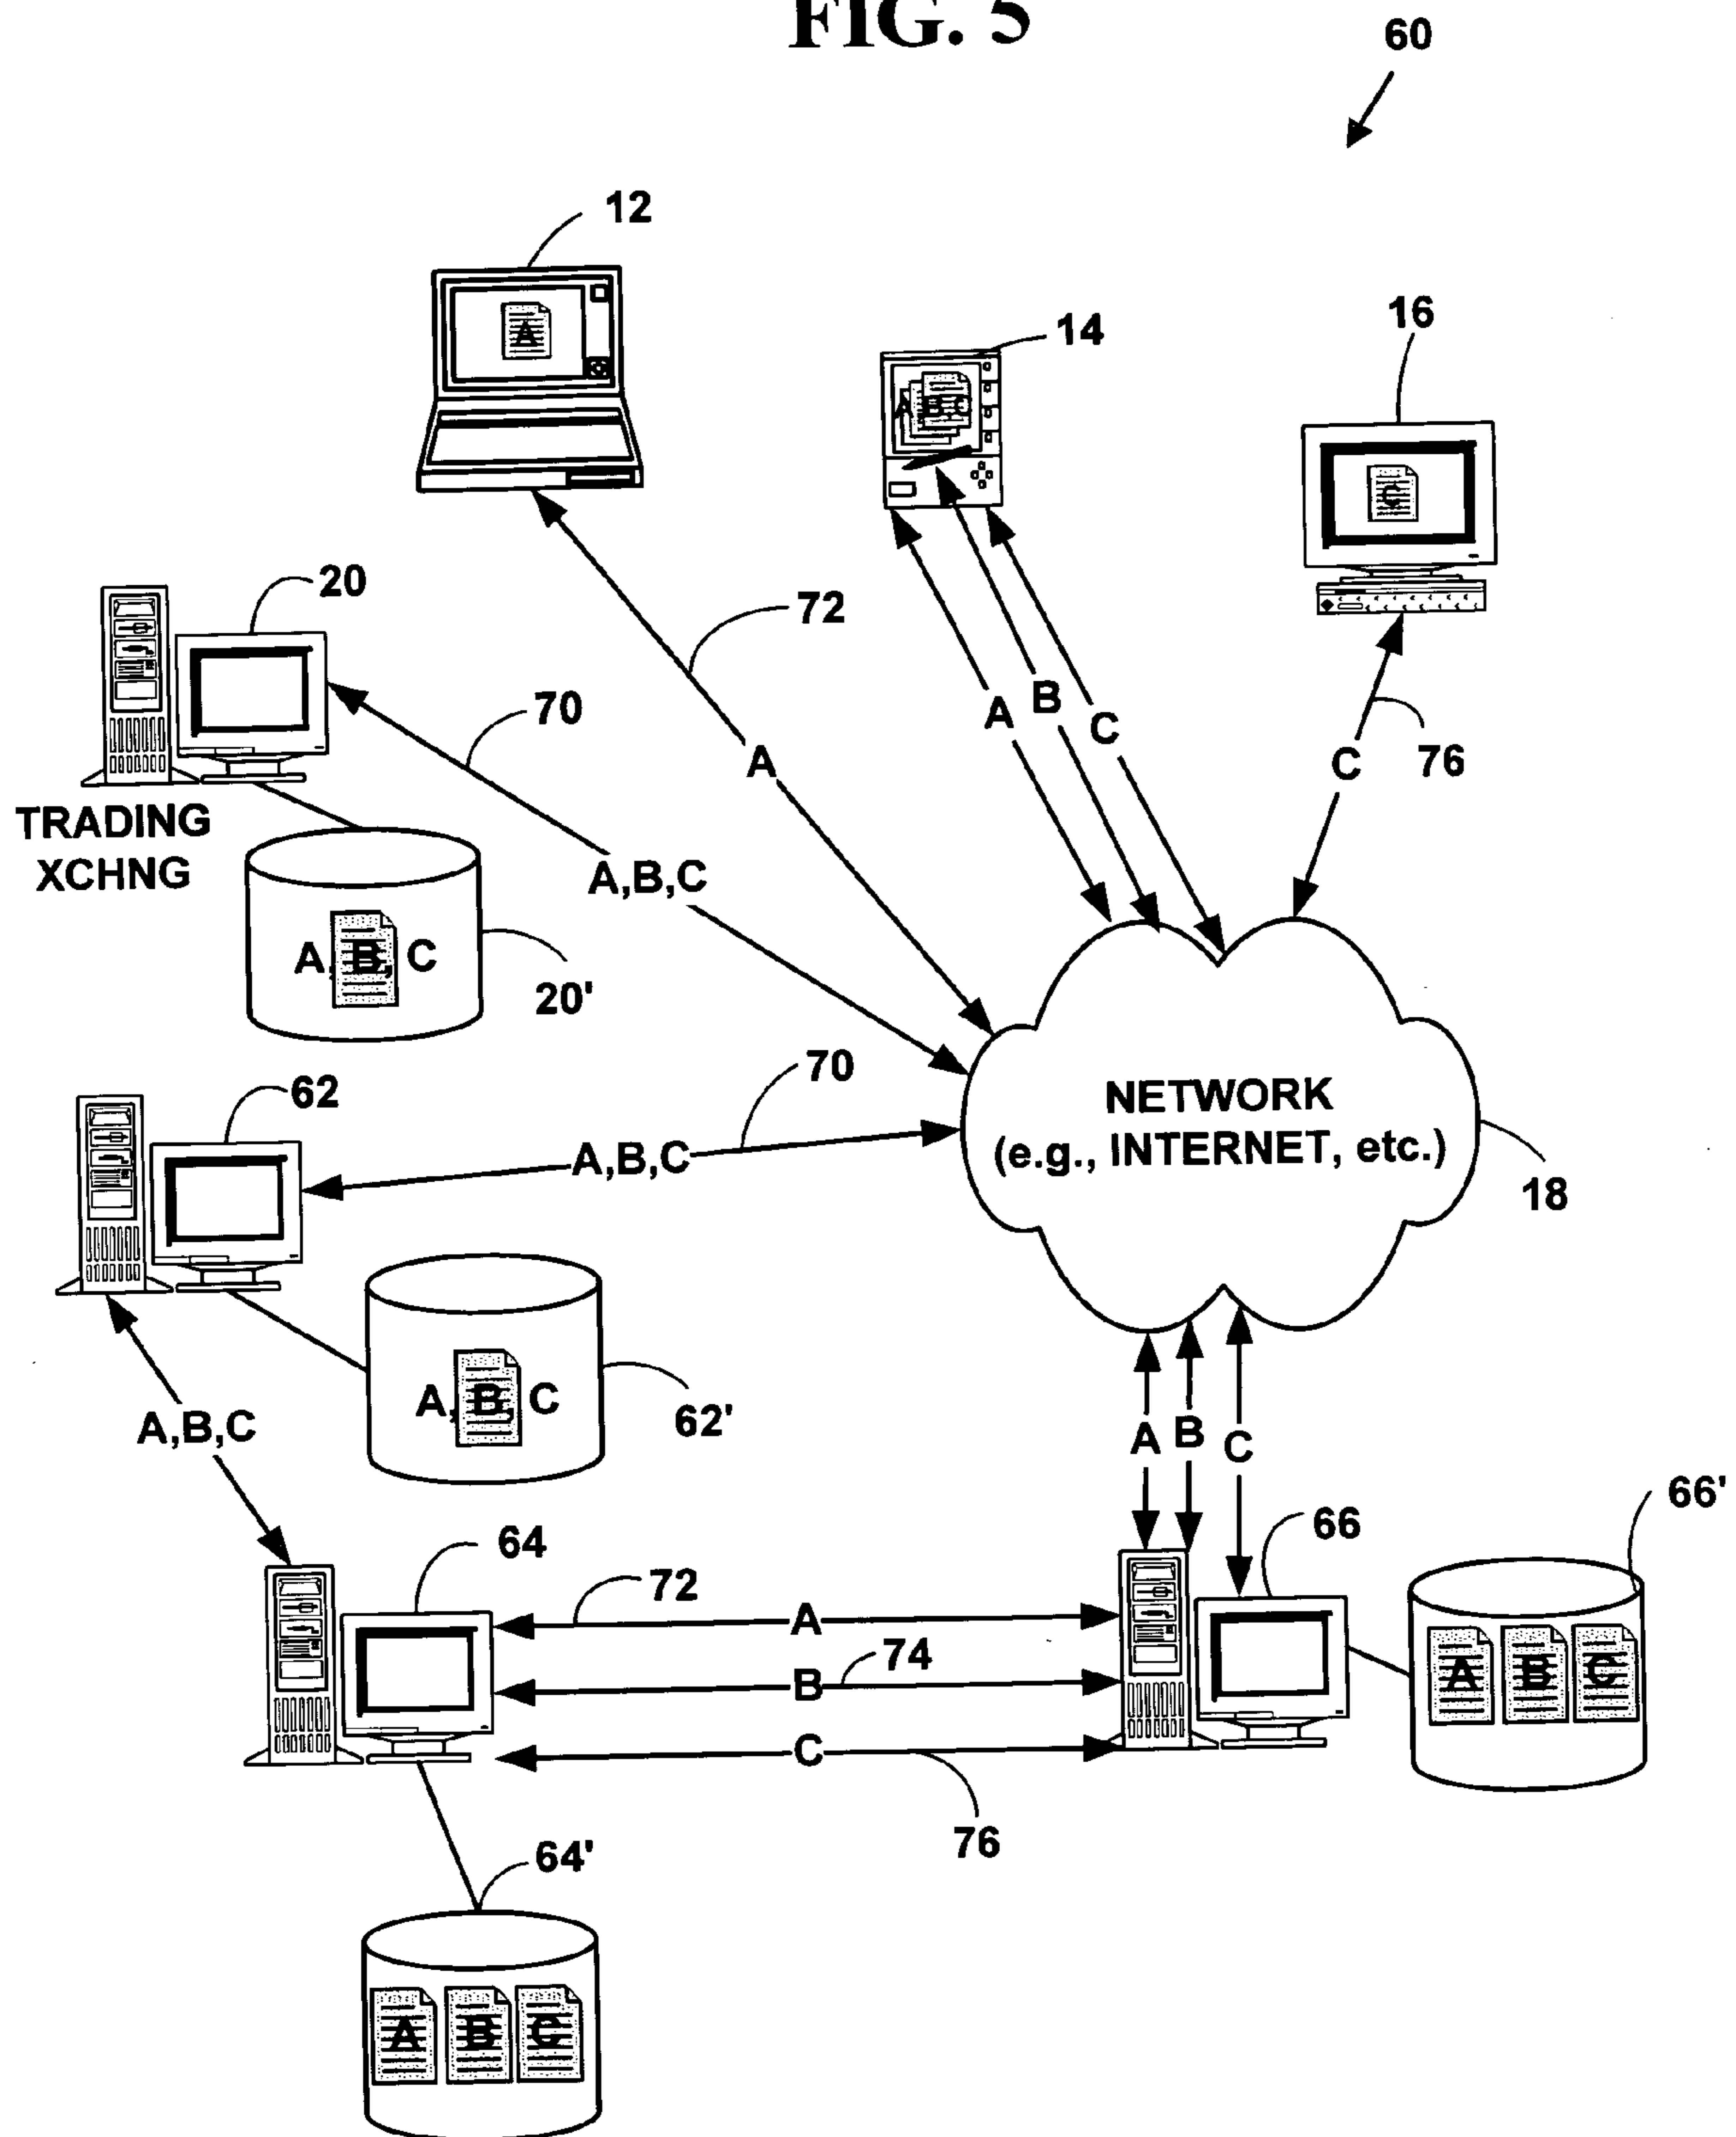 FIG. 5
60
12
A
14
A,B,C
16
C
20
72
70
A
A
B
C
C
76
TRADING
XCHNG
A,B,C
A, B, C
20'
70
62
A,B,C
NETWORK
(e.g., INTERNET, etc.)
18
A, B, C
62'
A,B,C
A
B
C
66'
66
64
72
A
74
B
C
76
A
B
C
64'
A
B
C